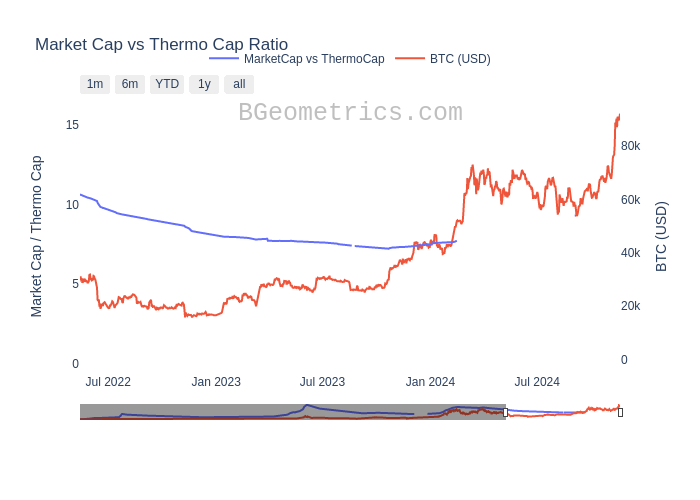 Market Cap vs Thermo Cap Ratio
MarketCap vs ThermoCap
BTC (USD)
1m 6m YTD 1y all
BGeometrics.com
15
10
5
0
Market Cap / Thermo Cap
80k
60k
40k
20k
0
BTC (USD)
Jul 2022 Jan 2023 Jul 2023 Jan 2024 Jul 2024